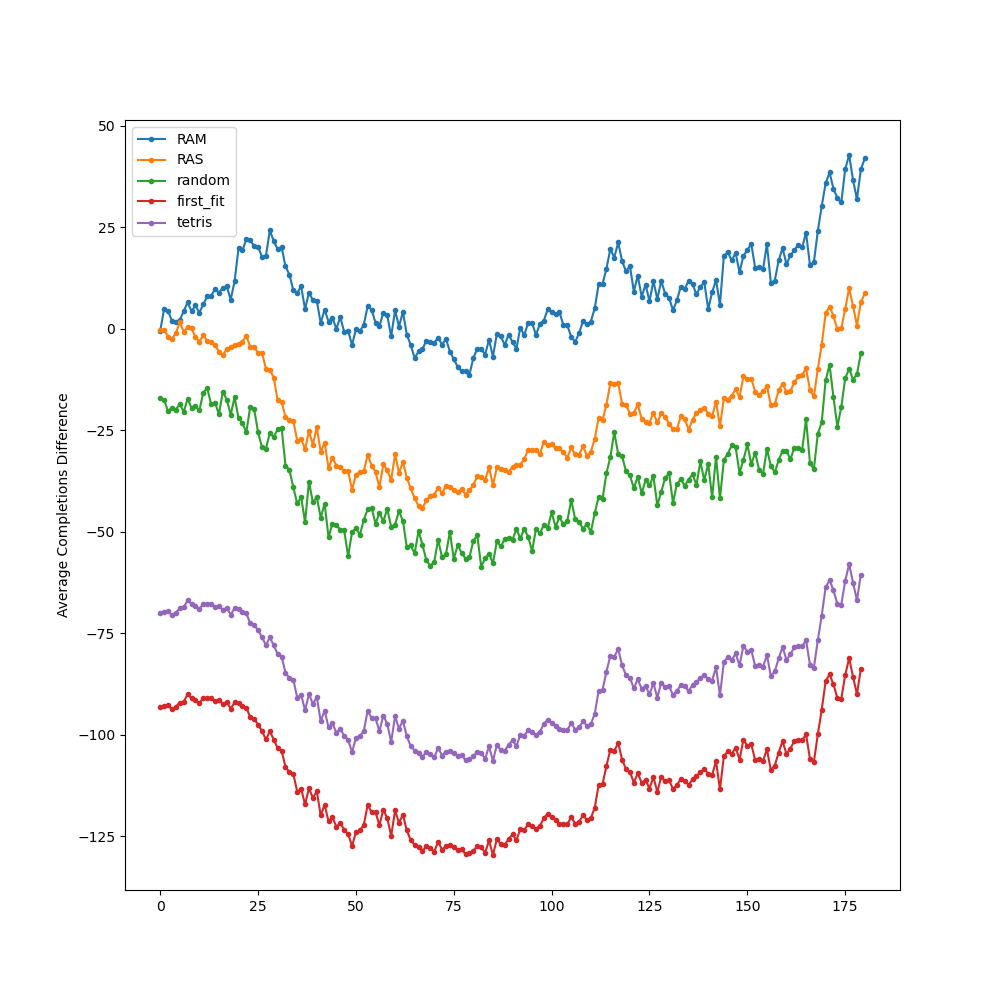 50
25
0
−25
−50
−75
−100
−125
Average Completions Difference
RAM
RAS
random
first_fit
tetris
0 25 50 75 100 125 150 175